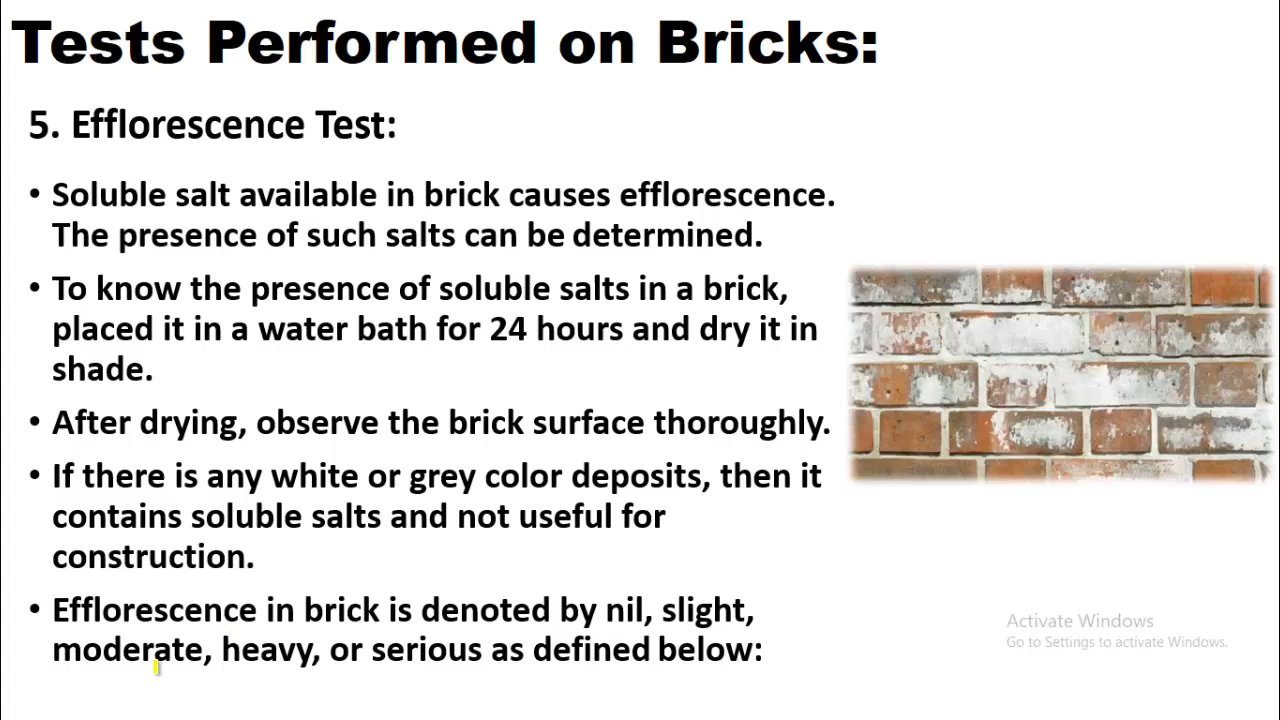 Tests Performed on Bricks:
5. Efflorescence Test:
• Soluble salt available in brick causes efflorescence.
The presence of such salts can be determined.
• To know the presence of soluble salts in a brick,
placed it in a water bath for 24 hours and dry it in
shade.
• After drying, observe the brick surface thoroughly.
• If there is any white or grey color deposits, then it
contains soluble salts and not useful for
construction.
• Efflorescence in brick is denoted by nil, slight,
moderate, heavy, or serious as defined below:
Activate Windows
Go to Settings to activate Windows.